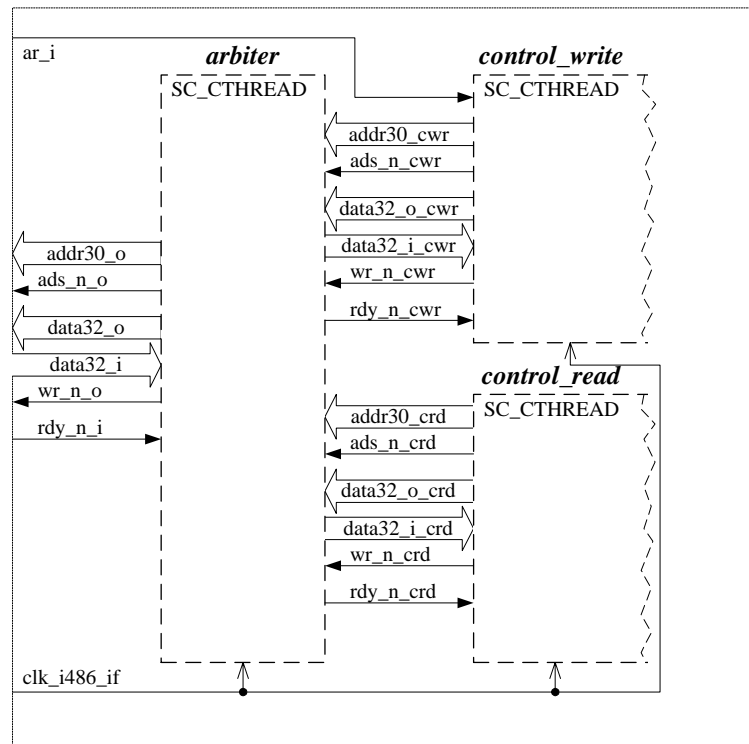 ar_i
arbiter
control_write
SC_CTHREAD
SC_CTHREAD
addr30_cwr
ads_n_cwr
data32_o_cwr
data32_i_cwr
wr_n_cwr
rdy_n_cwr
addr30_o
ads_n_o
data32_o
data32_i
wr_n_o
rdy_n_i
control_read
SC_CTHREAD
addr30_crd
ads_n_crd
data32_o_crd
data32_i_crd
wr_n_crd
rdy_n_crd
clk_i486_if